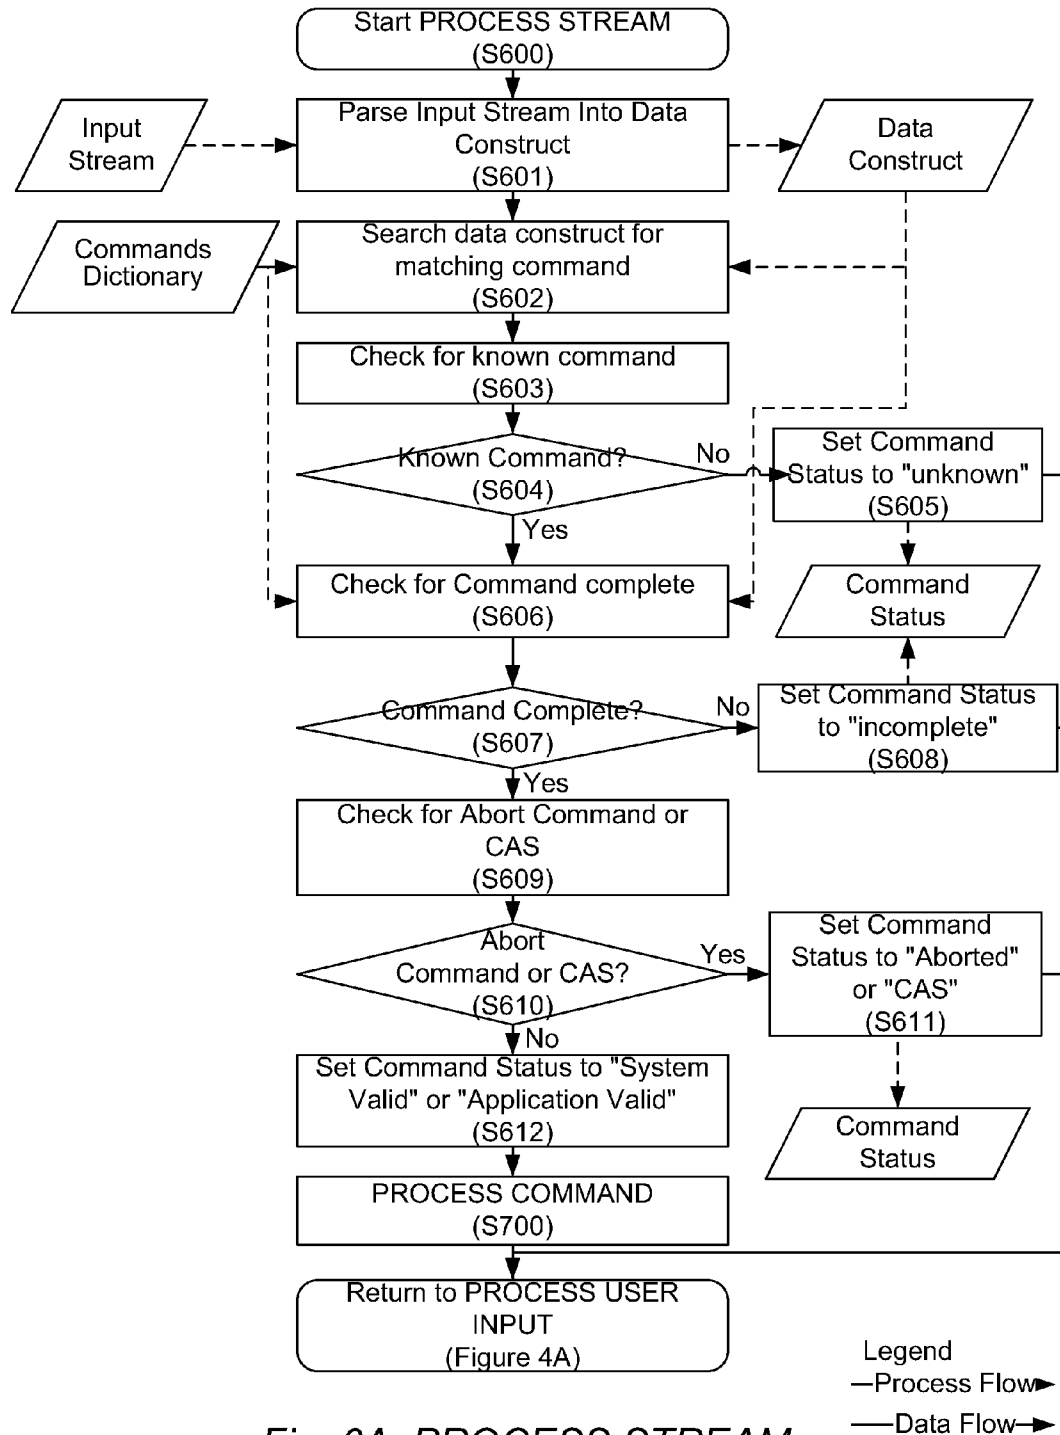 Start PROCESS STREAM
(S600)
Input
Stream
Parse Input Stream Into Data
Construct
(S601)
Data
Construct
Commands
Dictionary
Search data construct for
matching command
(S602)
Check for known command
(S603)
Known Command?
(S604)
No
Yes
Set Command
Status to "unknown"
(S605)
Check for Command complete
(S606)
Command
Status
Command Complete?
(S607)
No
Yes
Set Command Status
to "incomplete"
(S608)
Check for Abort Command or
CAS
(S609)
Abort
Command or CAS?
(S610)
Yes
No
Set Command
Status to "Aborted"
or "CAS"
(S611)
Set Command Status to "System
Valid" or "Application Valid"
(S612)
Command
Status
PROCESS COMMAND
(S700)
Return to PROCESS USER
INPUT
(Figure 4A)
Legend
Process Flow
Data Flow
Fig. 6A: PROCESS STREAM